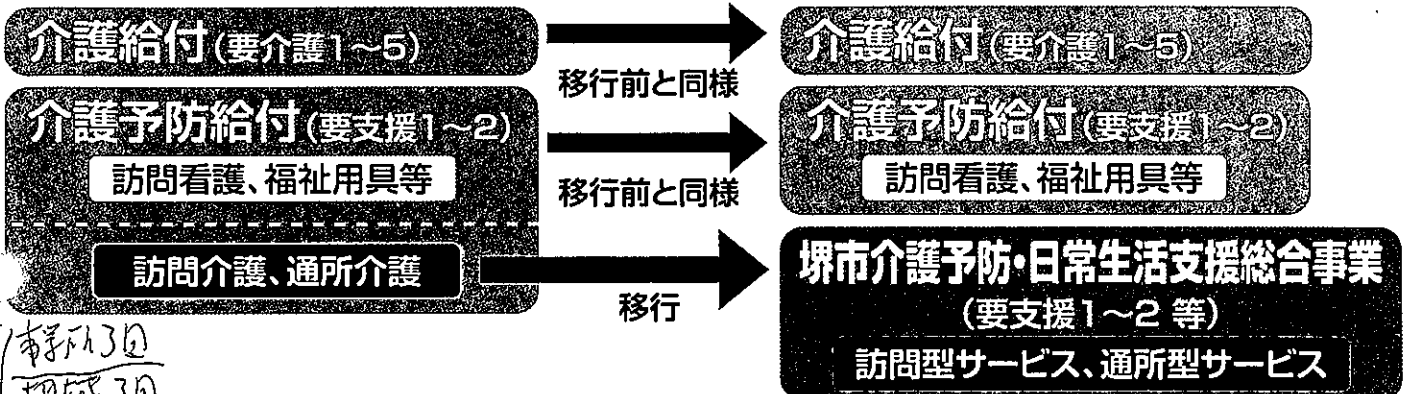 介護給付(要介護1～5)
移行前と同様
介護給付(要介護1～5)
介護予防給付(要支援1～2)
訪問看護、福祉用具等
移行前と同様
介護予防給付(要支援1～2)
訪問看護、福祉用具等
訪問介護、通所介護
移行
堺市介護予防・日常生活支援総合事業
(要支援1～2 等)
訪問型サービス、通所型サービス
3回
3回